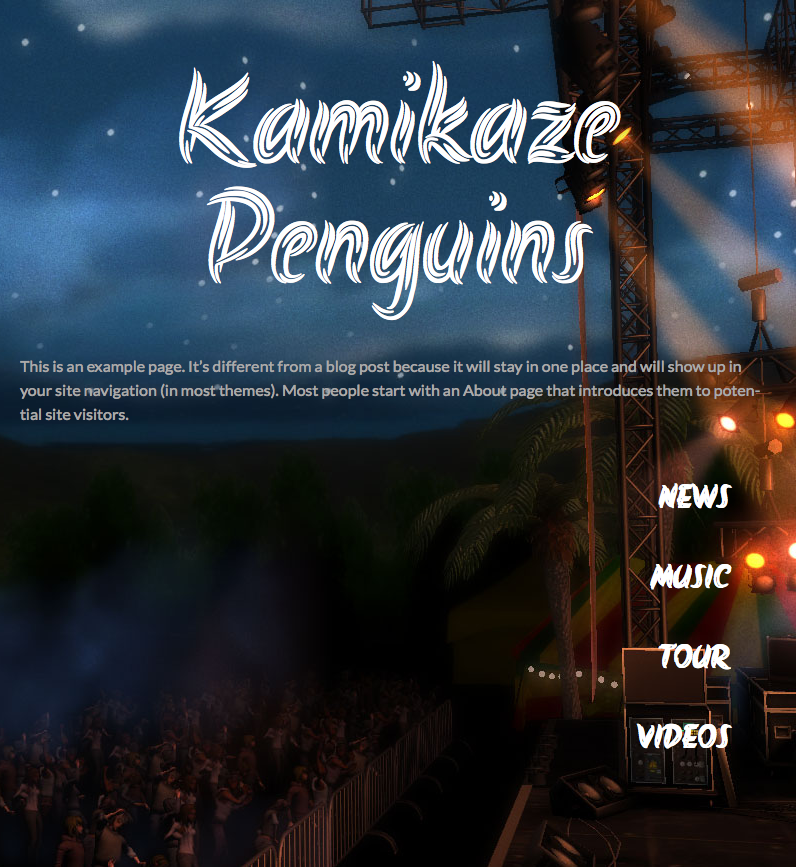 Kamikaze
Penguins
This is an example page. It's different from a blog post because it will stay in one place and will show up in
your site navigation (in most themes). Most people start with an About page that introduces them to poten-
tial site visitors.
NEWS
MUSIC
TOUR
VIDEOS